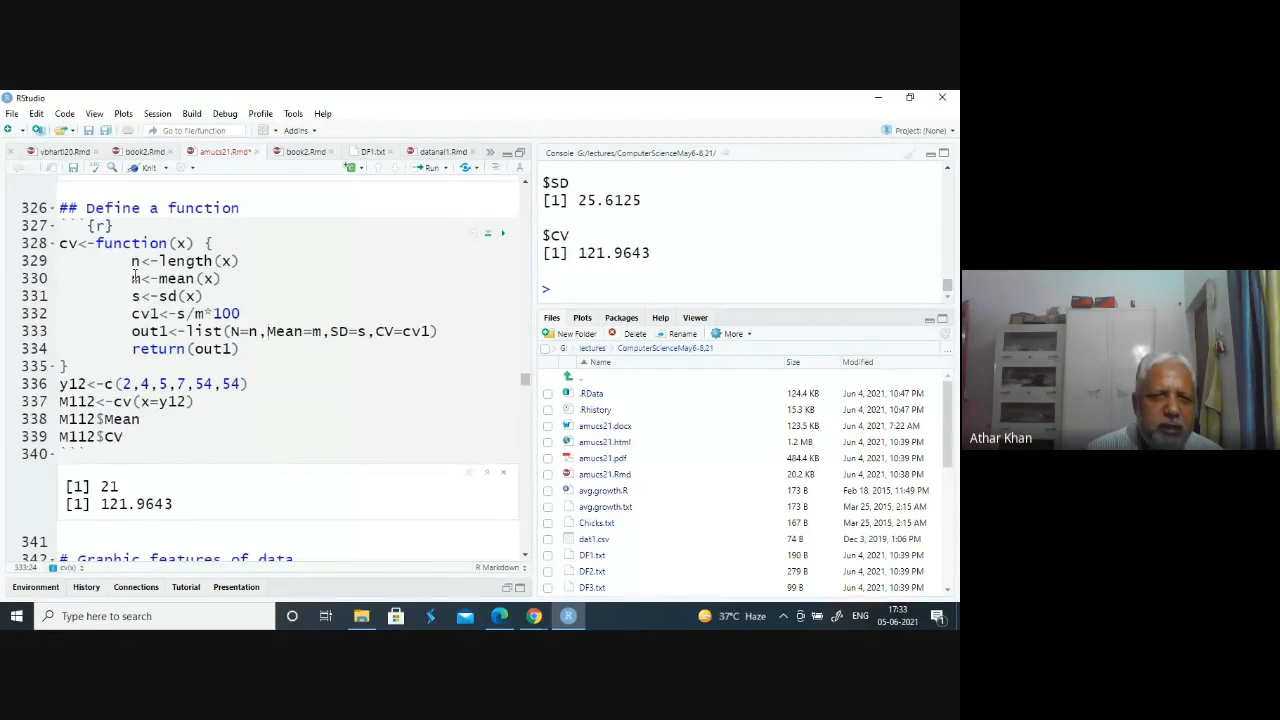 RStudio
File Edit Code View Plots Session Build Debug Profile Tools Help
Go to file/function Addins Project: (None)
vbharti20.Rmd book2.Rmd amucs21.Rmd* book2.Rmd DF1.txt datanal1.Rmd
Knit Run
326 ## Define a function
327 ```{r}
328 cv<-function(x) {
329 n<-length(x)
330 m<-mean(x)
331 s<-sd(x)
332 cv1<-s/m*100
333 out1<-list(N=n,Mean=m,SD=s,CV=cv1)
334 return(out1)
335 }
336 y12<-c(2,4,5,7,54,54)
337 M112<-cv(x=y12)
338 M112$Mean
339 M112$CV
340 ```
[1] 21
[1] 121.9643
341
342 # Graphic features of data
333:24 cv(x) R Markdown
Environment History Connections Tutorial Presentation
Console G:/lectures/ComputerScienceMay6-8,21/
$SD
[1] 25.6125
$CV
[1] 121.9643
>
Files Plots Packages Help Viewer
New Folder Delete Rename More
G: lectures ComputerScienceMay6-8,21
Name Size Modified
..
.RData 124.4 KB Jun 4, 2021, 10:47 PM
.Rhistory 15.3 KB Jun 4, 2021, 10:47 PM
amucs21.docx 123.5 KB Jun 4, 2021, 7:22 AM
amucs21.html 1.2 MB Jun 4, 2021, 10:39 PM
amucs21.pdf 484.4 KB Jun 4, 2021, 10:39 PM
amucs21.Rmd 20.2 KB Jun 4, 2021, 10:38 PM
avg.growth.R 173 B Feb 18, 2015, 11:49 PM
avg.growth.txt 173 B Mar 25, 2015, 2:15 AM
Chicks.txt 167 B Mar 25, 2015, 2:15 AM
dat1.csv 74 B Dec 3, 2019, 1:06 PM
DF1.txt 190 B Jun 4, 2021, 10:39 PM
DF2.txt 279 B Jun 4, 2021, 10:39 PM
DF3.txt 99 B Jun 4, 2021, 10:39 PM
Athar Khan
Type here to search
37°C Haze ENG 17:33
05-06-2021
1